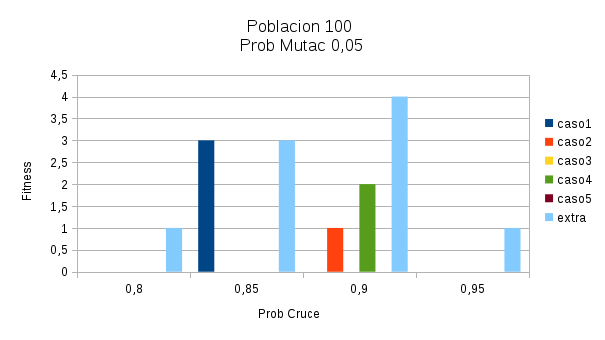 Poblacion 100
Prob Mutac 0,05
4,5
4
3,5
3
2,5
2
1,5
1
0,5
0
Fitness
0,8 0,85 0,9 0,95
Prob Cruce
caso1
caso2
caso3
caso4
caso5
extra